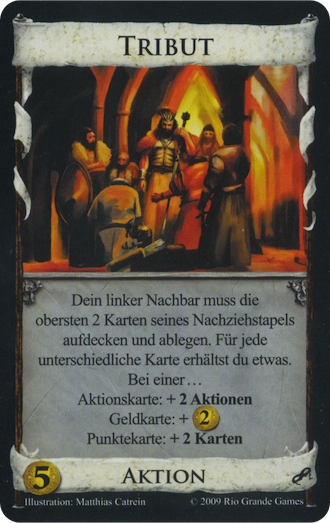 TRIBUT
Dein linker Nachbar muss die
obersten 2 Karten seines Nachziehstapels
aufdecken und ablegen. Für jede
unterschiedliche Karte erhältst du etwas.
Bei einer…
Aktionskarte: + 2 Aktionen
Geldkarte: + 2
Punktekarte: + 2 Karten
5
AKTION
Illustration: Matthias Catrein
© 2009 Rio Grande Games